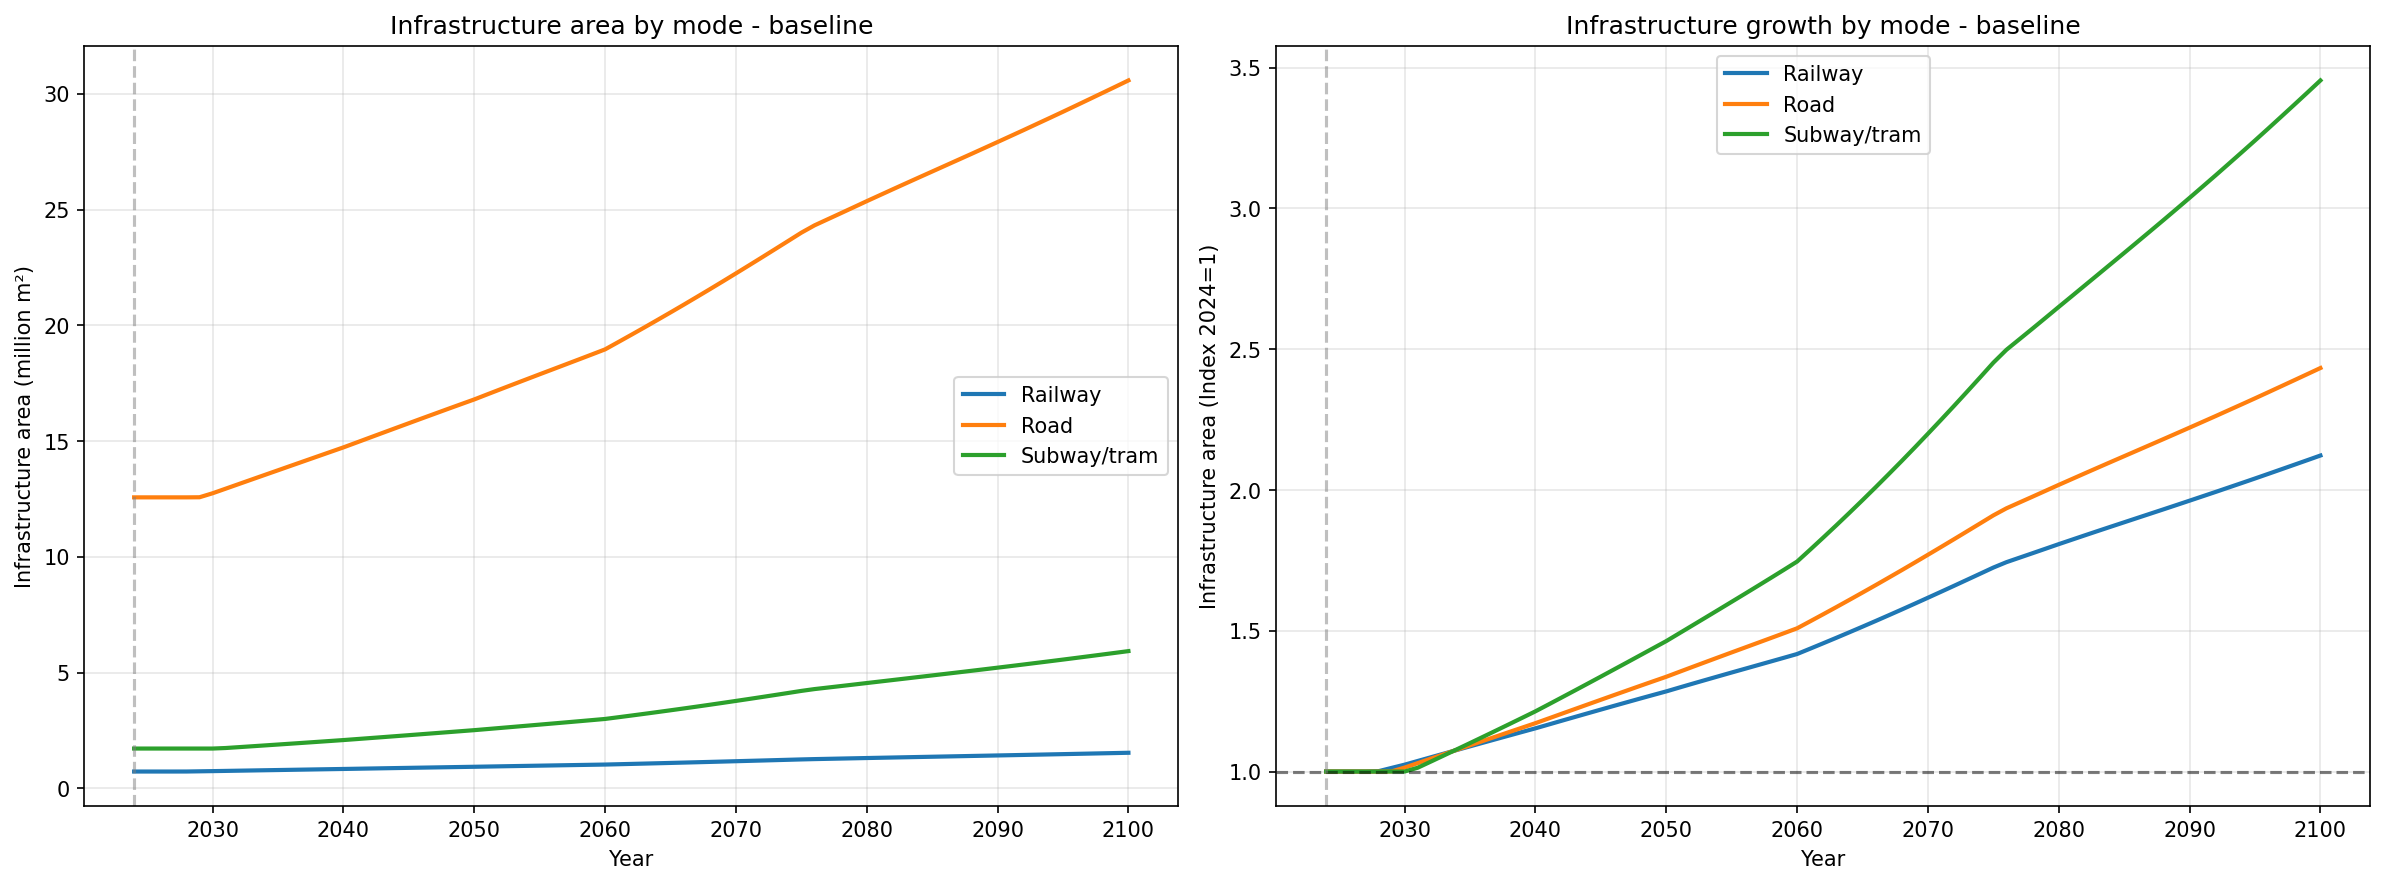 Infrastructure area by mode - baseline
Infrastructure area (million m²)
30
25
20
15
10
5
0
Railway
Road
Subway/tram
2030 2040 2050 2060 2070 2080 2090 2100
Year
Infrastructure growth by mode - baseline
Infrastructure area (Index 2024=1)
3.5
3.0
2.5
2.0
1.5
1.0
Railway
Road
Subway/tram
2030 2040 2050 2060 2070 2080 2090 2100
Year